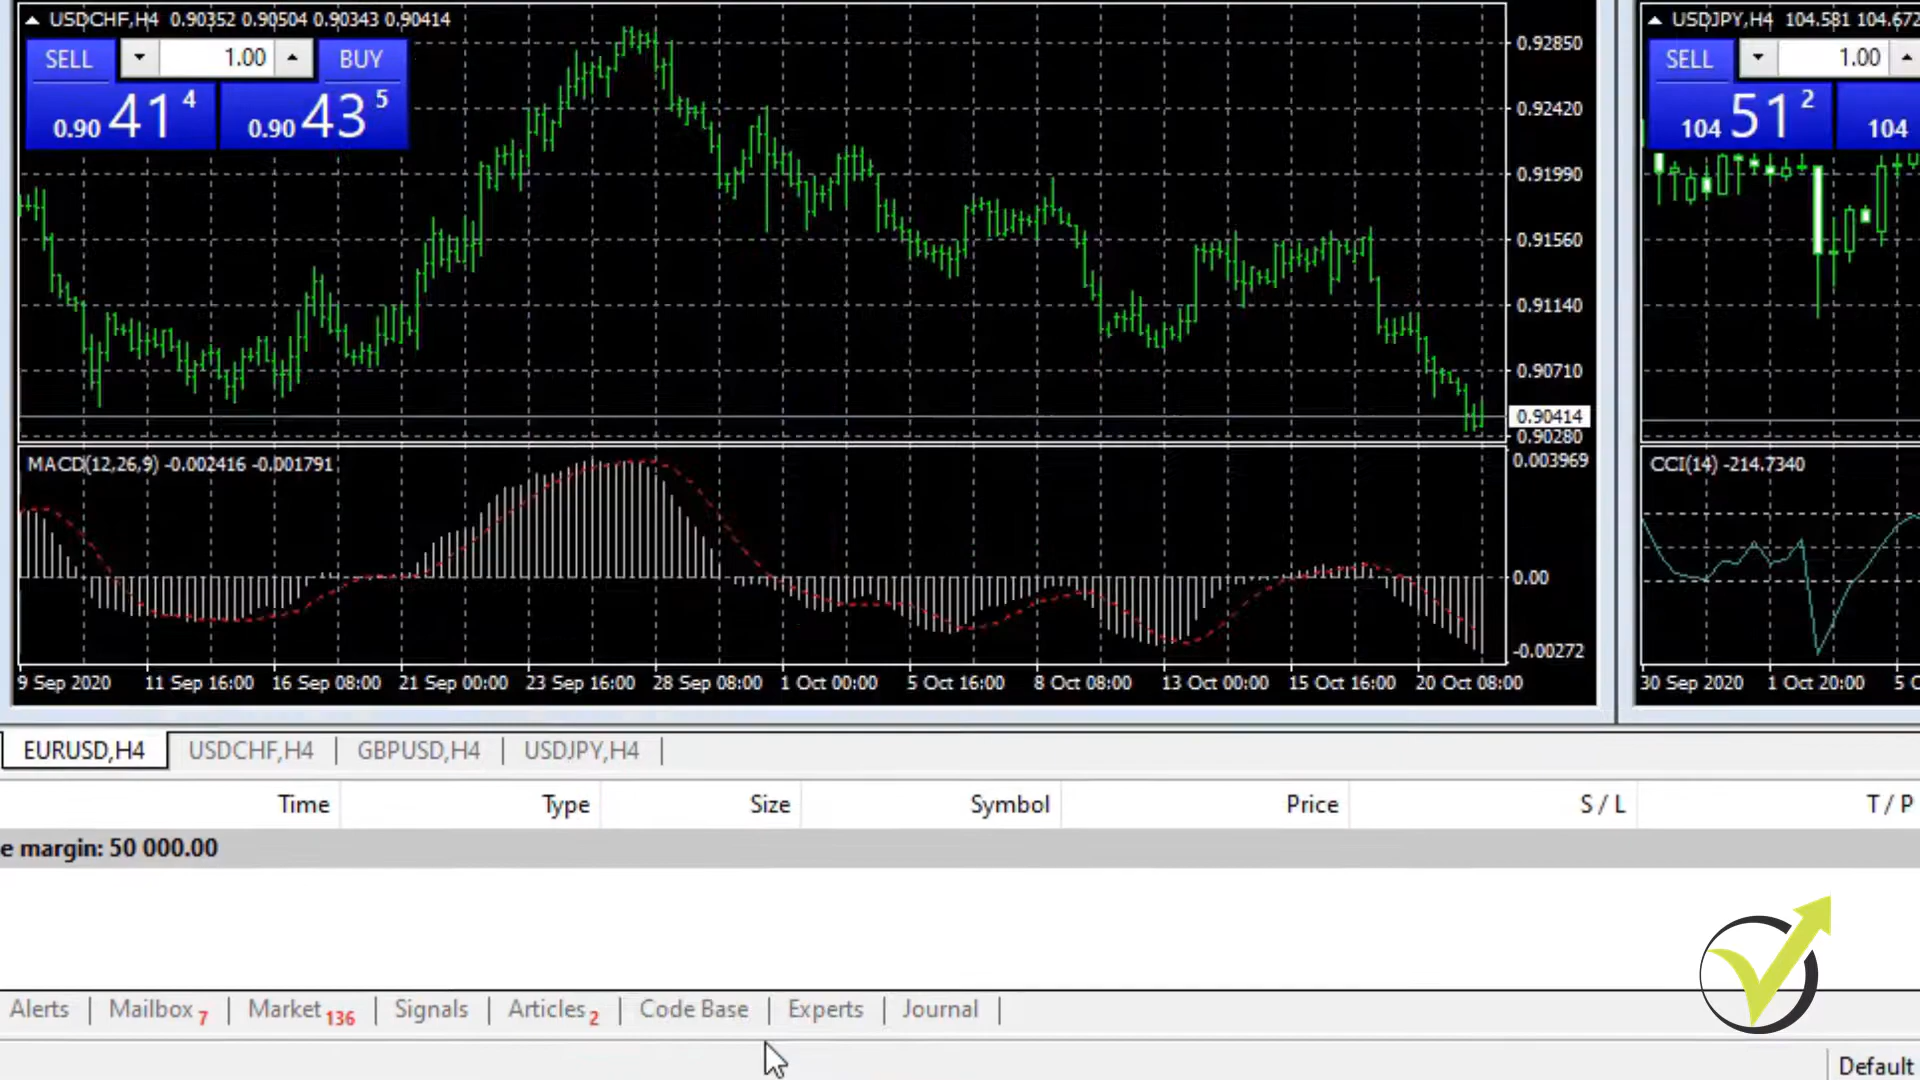 USDCHF,H4 0.90352 0.90504 0.90343 0.90414
SELL 1.00 BUY
0.90 41 4 0.90 43 5
0.92850
0.92420
0.91990
0.91560
0.91140
0.90710
0.90414
0.90280
MACD(12,26,9) -0.002416 -0.001791
0.003969
0.00
-0.00272
9 Sep 2020 11 Sep 16:00 16 Sep 08:00 21 Sep 00:00 23 Sep 16:00 28 Sep 08:00 1 Oct 00:00 5 Oct 16:00 8 Oct 08:00 13 Oct 00:00 15 Oct 16:00 20 Oct 08:00
USDJPY,H4 104.581 104.672
SELL 1.00
104 51 2 104
CCI(14) -214.7340
30 Sep 2020 1 Oct 20:00 5 O
EURUSD,H4 USDCHF,H4 GBPUSD,H4 USDJPY,H4
Time Type Size Symbol Price S / L T / P
e margin: 50 000.00
Alerts Mailbox 7 Market 136 Signals Articles 2 Code Base Experts Journal
Default